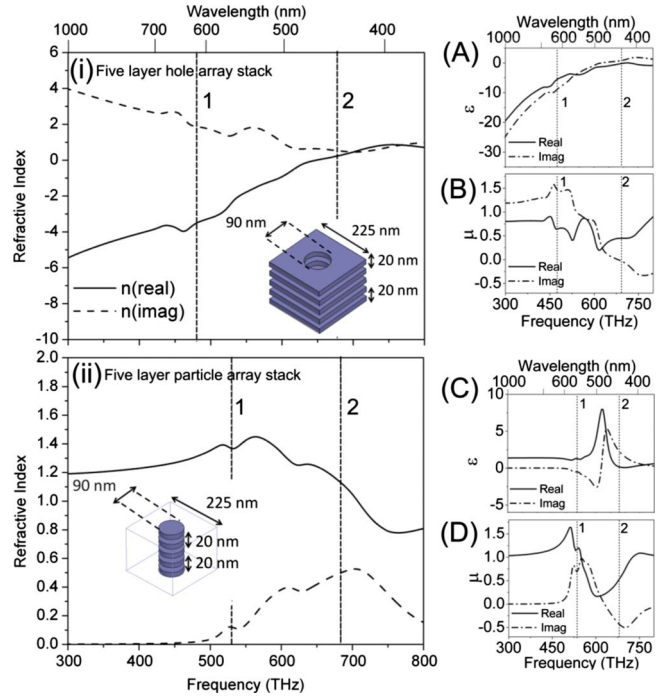 Wavelength (nm)
1000 700 600 500 400
(i) Five layer hole array stack
1
2
6
4
2
0
-2
-4
-6
-8
-10
Refractive Index
90 nm
225 nm
20 nm
20 nm
n(real)
n(imag)
(ii) Five layer particle array stack
1
2
2.0
1.8
1.6
1.4
1.2
1.0
0.8
0.6
0.4
0.2
0.0
Refractive Index
90 nm
225 nm
20 nm
20 nm
300 400 500 600 700 800
Frequency (THz)
Wavelength (nm)
1000 600 500 400
(A)
10
0
-10
-20
-30
ε
1
2
Real
Imag
(B)
1.5
1.0
0.5
0.0
-0.5
μ
1
2
Real
Imag
300 450 600 750
Frequency (THz)
Wavelength (nm)
1000 600 500 400
(C)
10
5
0
-5
ε
1
2
Real
Imag
(D)
1.5
1.0
0.5
0.0
-0.5
μ
1
2
Real
Imag
300 450 600 750
Frequency (THz)